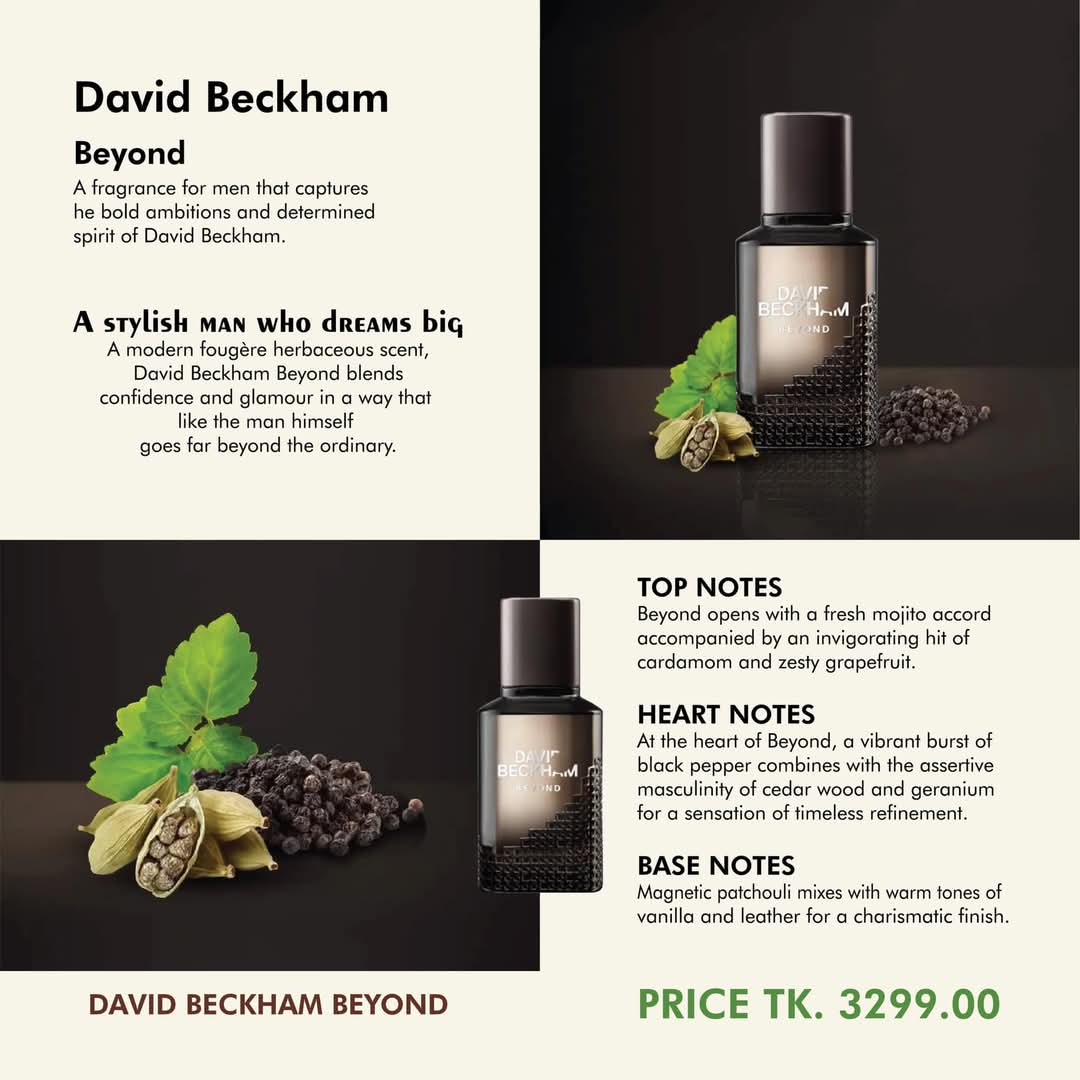 David Beckham
Beyond
A fragrance for men that captures
he bold ambitions and determined
spirit of David Beckham.
A stylish man who dreams big
A modern fougère herbaceous scent,
David Beckham Beyond blends
confidence and glamour in a way that
like the man himself
goes far beyond the ordinary.
DAVID
BECKHAM
BEYOND
DAVID
BECKHAM
BEYOND
TOP NOTES
Beyond opens with a fresh mojito accord
accompanied by an invigorating hit of
cardamom and zesty grapefruit.
HEART NOTES
At the heart of Beyond, a vibrant burst of
black pepper combines with the assertive
masculinity of cedar wood and geranium
for a sensation of timeless refinement.
BASE NOTES
Magnetic patchouli mixes with warm tones of
vanilla and leather for a charismatic finish.
DAVID BECKHAM BEYOND
PRICE TK. 3299.00